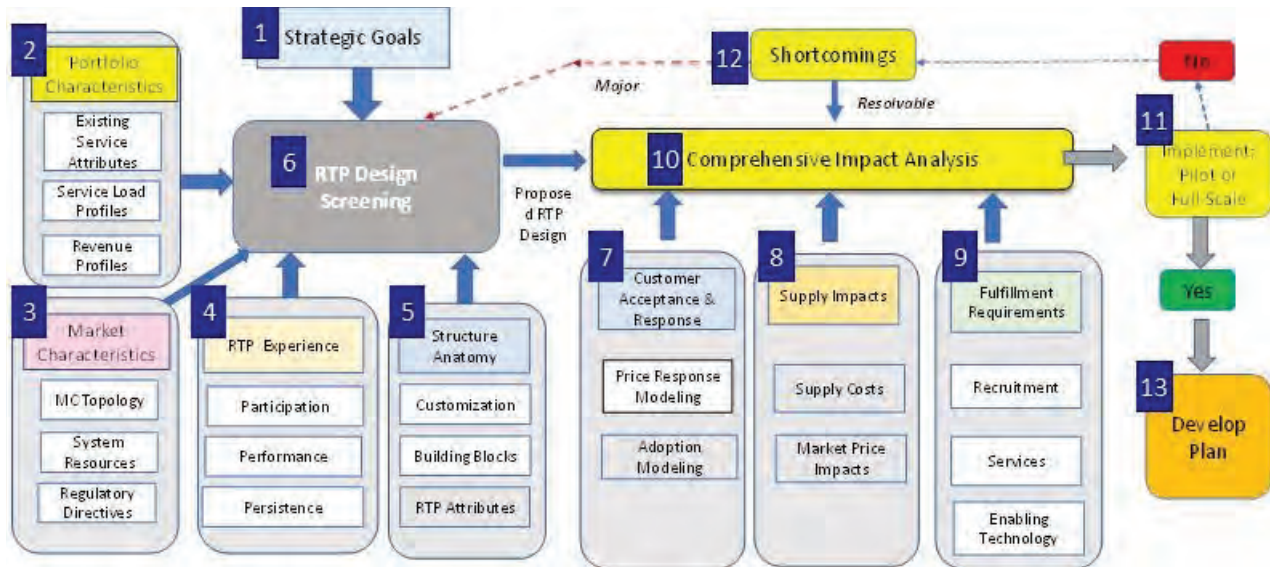 1
Strategic Goals
2
Portfolio
Characteristics
Existing
Service
Attributes
Service Load
Profiles
Revenue
Profiles
3
Market
Characteristics
MC Topology
System
Resources
Regulatory
Directives
4
RTP Experience
Participation
Performance
Persistence
5
Structure
Anatomy
Customization
Building Blocks
RTP Attributes
6
RTP Design
Screening
Propose
d RTP
Design
Major
12
Shortcomings
Resolvable
10
Comprehensive Impact Analysis
7
Customer
Acceptance &
Response
Price Response
Modeling
Adoption
Modeling
8
Supply Impacts
Supply Costs
Market Price
Impacts
9
Fulfillment
Requirements
Recruitment
Services
Enabling
Technology
No
11
Implement:
Pilot or
Full-Scale
Yes
13
Develop
Plan